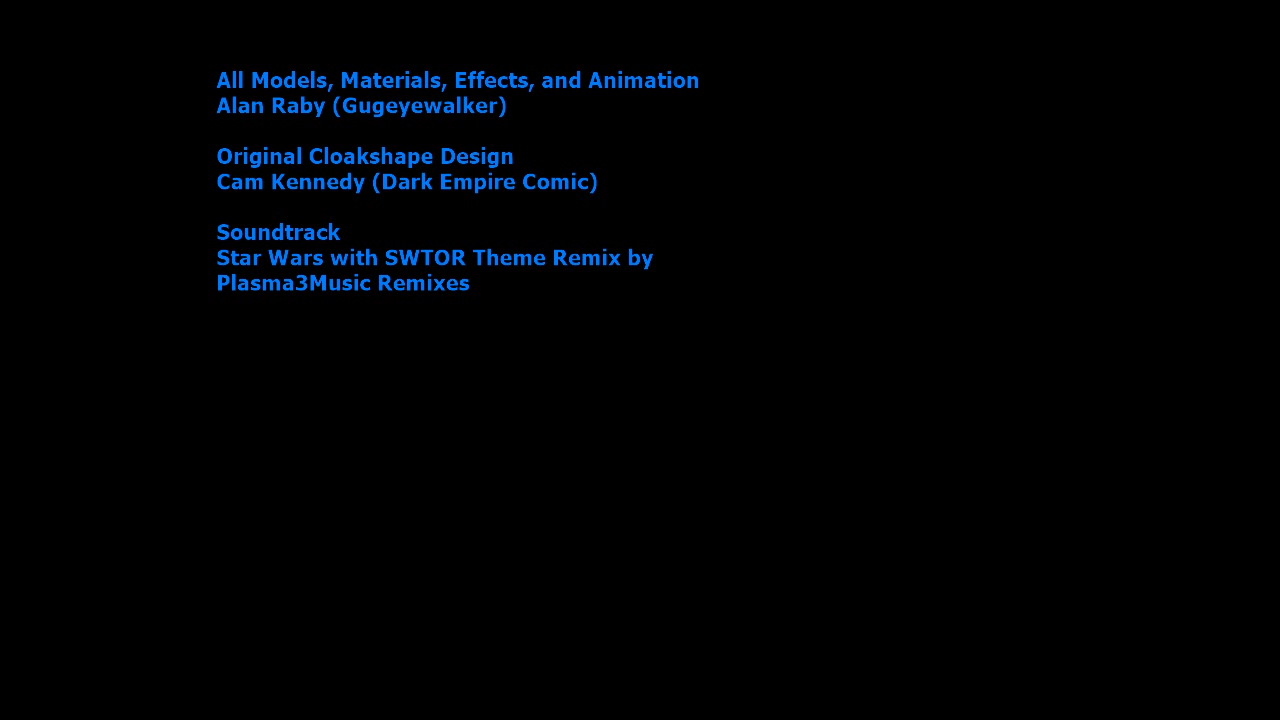 All Models, Materials, Effects, and Animation
Alan Raby (Gugeyewalker)
Original Cloakshape Design
Cam Kennedy (Dark Empire Comic)
Soundtrack
Star Wars with SWTOR Theme Remix by
Plasma3Music Remixes